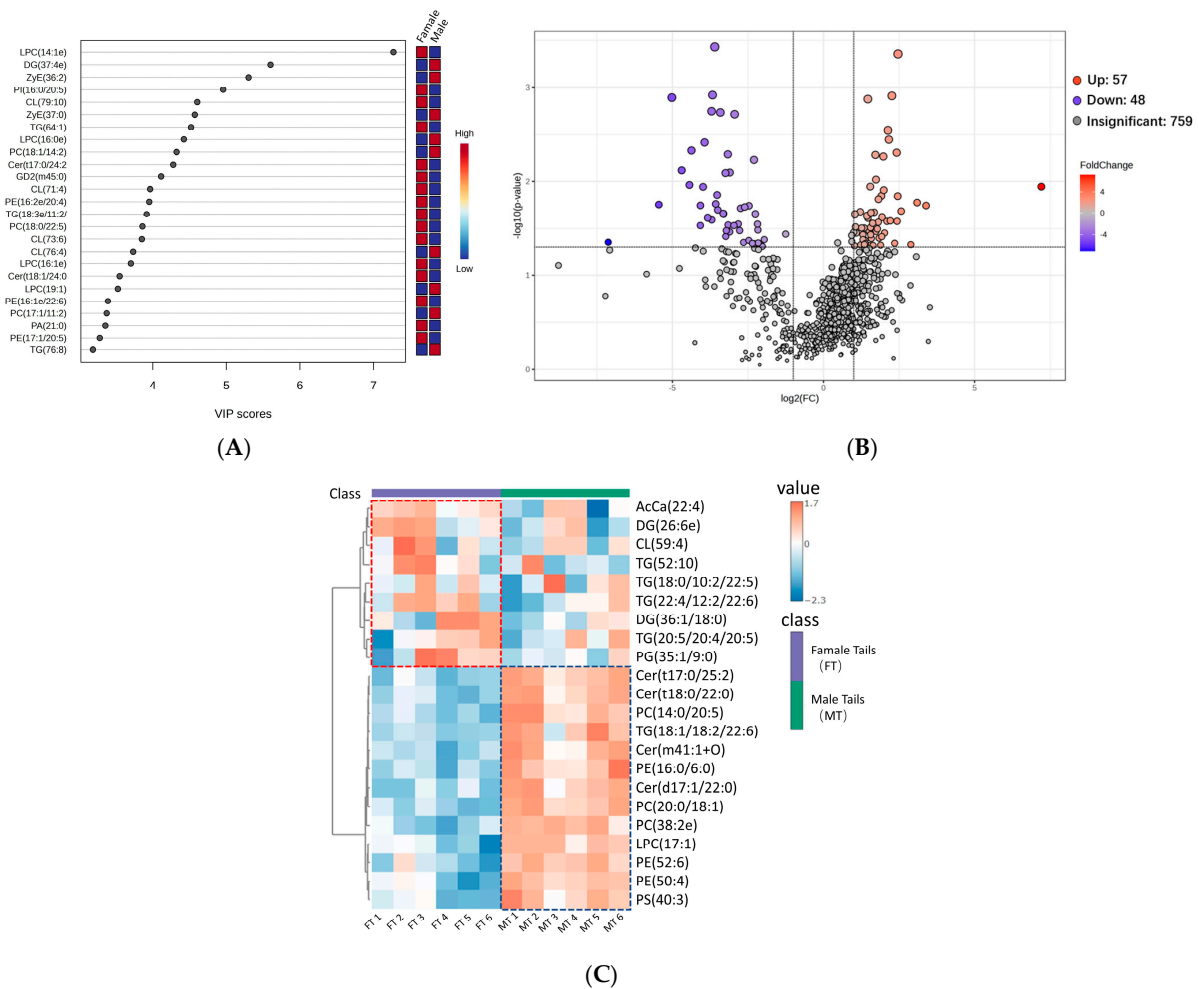 Famale
Male
LPC(14:1e)
DG(37:4e)
ZyE(36:2)
PI(16:0/20:5)
CL(79:10)
ZyE(37:0)
TG(64:1)
LPC(16:0e)
PC(18:1/14:2)
Cer(t17:0/24:2
GD2(m45:0)
CL(71:4)
PE(16:2e/20:4)
TG(18:3e/11:2/
PC(18:0/22:5)
CL(73:6)
CL(76:4)
LPC(16:1e)
Cer(t18:1/24:0
LPC(19:1)
PE(16:1e/22:6)
PC(17:1/11:2)
PA(21:0)
PE(17:1/20:5)
TG(76:8)
4 5 6 7
VIP scores
High
Low
(A)
-log10(p-value)
3
2
1
0
-5 0 5
log2(FC)
Up: 57
Down: 48
Insignificant: 759
FoldChange
4
0
-4
(B)
Class
AcCa(22:4)
DG(26:6e)
CL(59:4)
TG(52:10)
TG(18:0/10:2/22:5)
TG(22:4/12:2/22:6)
DG(36:1/18:0)
TG(20:5/20:4/20:5)
PG(35:1/9:0)
Cer(t17:0/25:2)
Cer(t18:0/22:0)
PC(14:0/20:5)
TG(18:1/18:2/22:6)
Cer(m41:1+O)
PE(16:0/6:0)
Cer(d17:1/22:0)
PC(20:0/18:1)
PC(38:2e)
LPC(17:1)
PE(52:6)
PE(50:4)
PS(40:3)
FT 1 FT 2 FT 3 FT 4 FT 5 FT 6 MT 1 MT 2 MT 3 MT 4 MT 5 MT 6
value
1.7
−2.3
class
Famale Tails
（FT）
Male Tails
（MT）
(C)